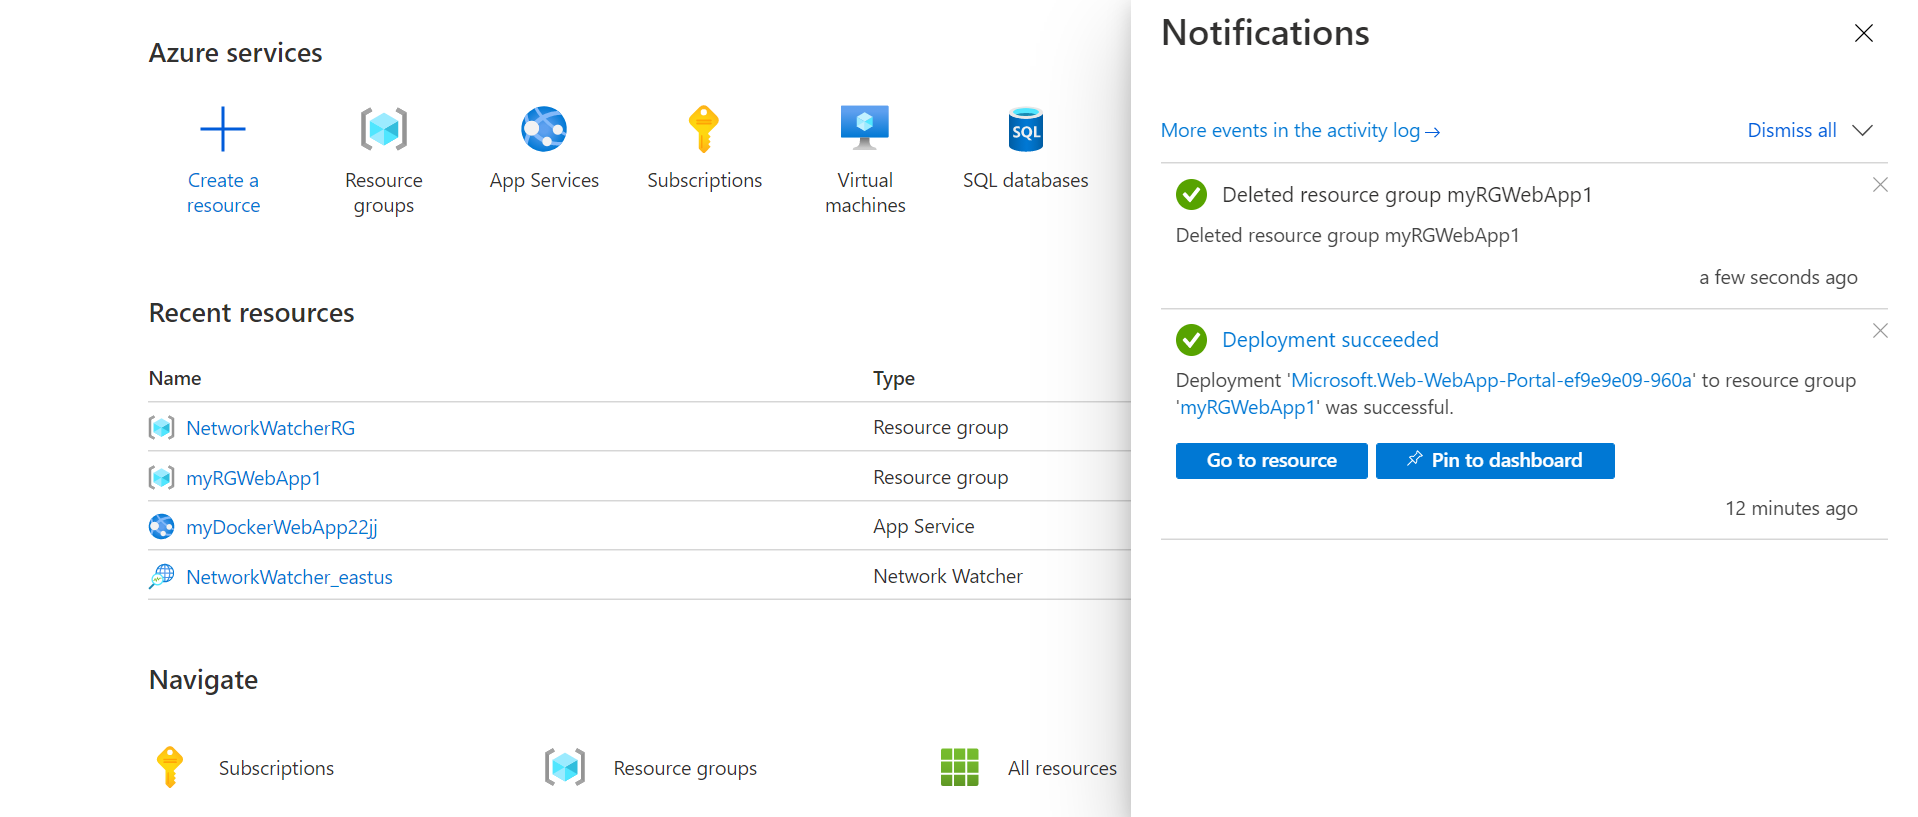 Azure services
Create a resource
Resource groups
App Services
Subscriptions
Virtual machines
SQL
SQL databases
Recent resources
Name Type
NetworkWatcherRG Resource group
myRGWebApp1 Resource group
myDockerWebApp22jj App Service
NetworkWatcher_eastus Network Watcher
Navigate
Subscriptions Resource groups All resources
Notifications
More events in the activity log→ Dismiss all
Deleted resource group myRGWebApp1
Deleted resource group myRGWebApp1
a few seconds ago
Deployment succeeded
Deployment 'Microsoft.Web-WebApp-Portal-ef9e9e09-960a' to resource group
'myRGWebApp1' was successful.
Go to resource Pin to dashboard
12 minutes ago